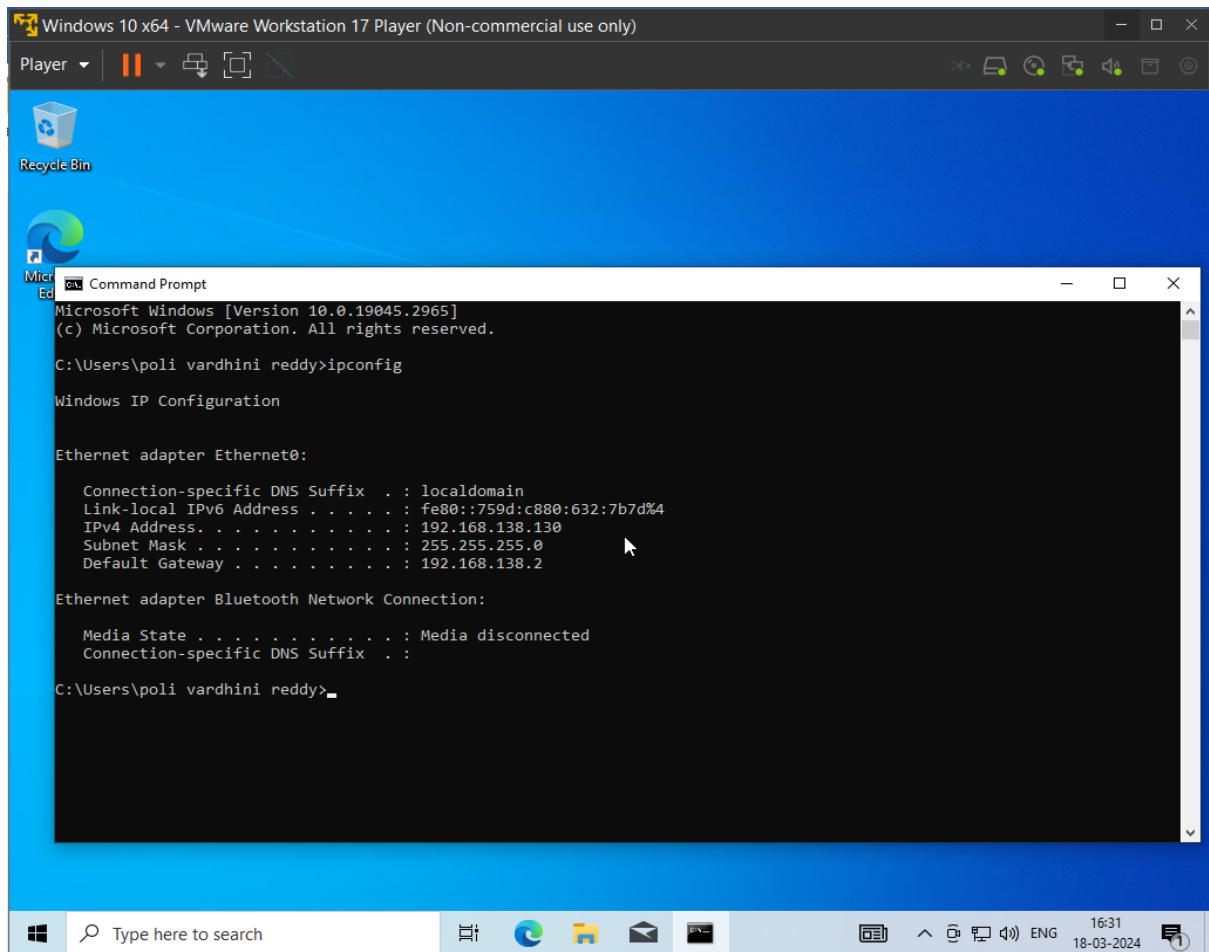 Windows 10 x64 - VMware Workstation 17 Player (Non-commercial use only)
Player
Recycle Bin
Micr
Ed
Command Prompt
Microsoft Windows [Version 10.0.19045.2965]
(c) Microsoft Corporation. All rights reserved.
C:\Users\poli vardhini reddy>ipconfig
Windows IP Configuration
Ethernet adapter Ethernet0:
Connection-specific DNS Suffix  . : localdomain
Link-local IPv6 Address . . . . . : fe80::759d:c880:632:7b7d%4
IPv4 Address. . . . . . . . . . . : 192.168.138.130
Subnet Mask . . . . . . . . . . . : 255.255.255.0
Default Gateway . . . . . . . . . : 192.168.138.2
Ethernet adapter Bluetooth Network Connection:
Media State . . . . . . . . . . . : Media disconnected
Connection-specific DNS Suffix  . :
C:\Users\poli vardhini reddy>
Type here to search
ENG
16:31
18-03-2024
1